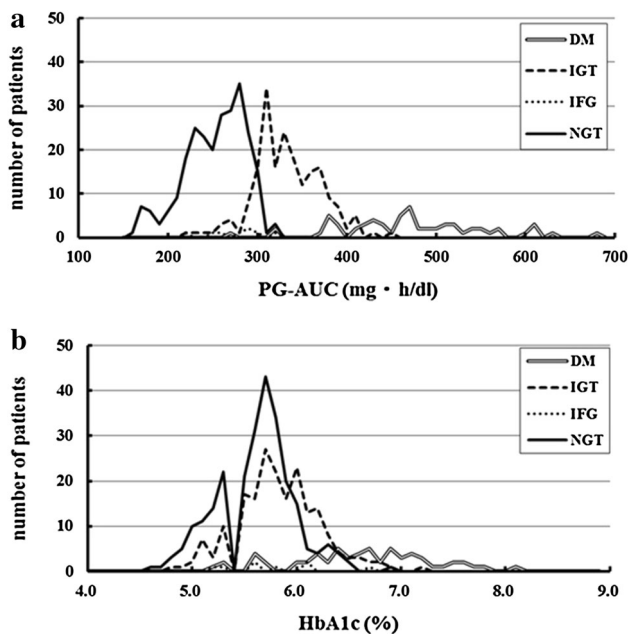 a
50
40
30
20
10
0
number of patients
DM
IGT
IFG
NGT
100 200 300 400 500 600 700
PG-AUC (mg・h/dl)
b
50
40
30
20
10
0
number of patients
DM
IGT
IFG
NGT
4.0 5.0 6.0 7.0 8.0 9.0
HbA1c (%)